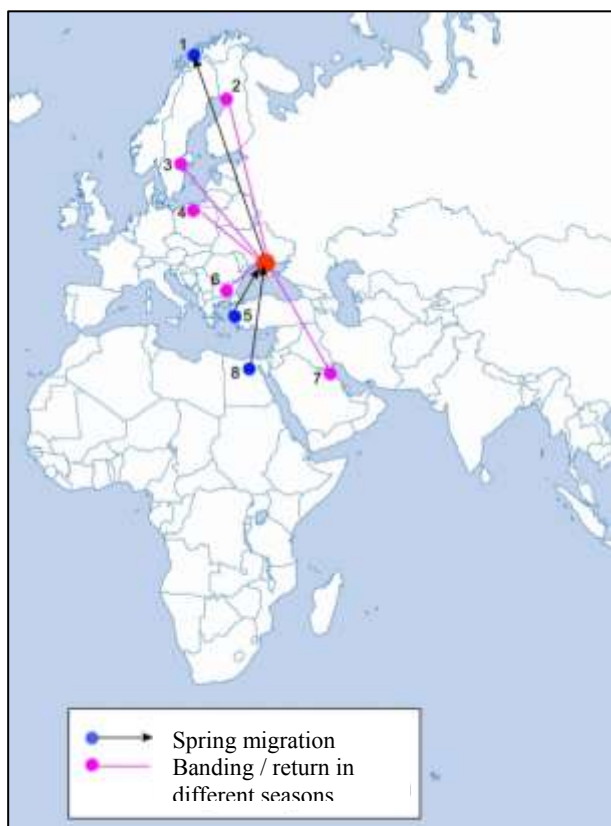 1
2
3
4
6
5
8
7
Spring migration
Banding / return in
different seasons